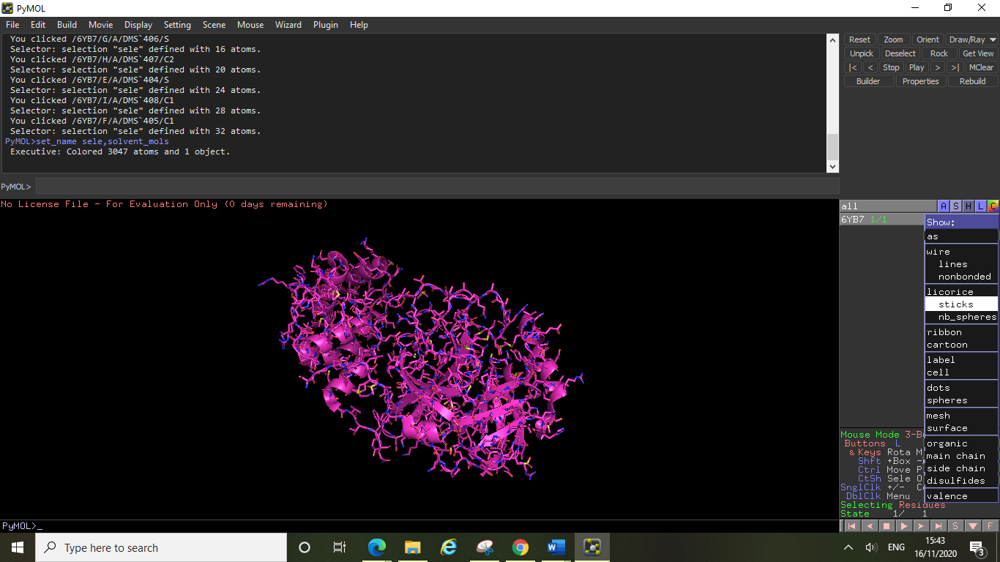 PyMOL
File Edit Build Movie Display Setting Scene Mouse Wizard Plugin Help
You clicked /6YB7/G/A/DMS`406/S
Selector: selection "sele" defined with 16 atoms.
You clicked /6YB7/H/A/DMS`407/C2
Selector: selection "sele" defined with 20 atoms.
You clicked /6YB7/E/A/DMS`404/S
Selector: selection "sele" defined with 24 atoms.
You clicked /6YB7/I/A/DMS`408/C1
Selector: selection "sele" defined with 28 atoms.
You clicked /6YB7/F/A/DMS`405/C1
Selector: selection "sele" defined with 32 atoms.
PyMOL>set_name sele,solvent_mols
Executive: Colored 3047 atoms and 1 object.
PyMOL>
Reset Zoom Orient Draw/Ray
Unpick Deselect Rock Get View
|< < Stop Play > >| MClear
Builder Properties Rebuild
No License File - For Evaluation Only (0 days remaining)
all A S H L C
6YB7 1/1
Show:
as
wire
lines
nonbonded
licorice
sticks
nb_spheres
ribbon
cartoon
label
cell
dots
spheres
mesh
surface
organic
main chain
side chain
disulfides
valence
Mouse Mode 3-B
Buttons L
& Keys Rota M
Shft +Box -
Ctrl Move P
CtSh Sele O
SnglClk +/- C
DblClk Menu
Selecting Residues
State 1/ 1
PyMOL>_
S F
Type here to search
ENG
15:43
16/11/2020
3